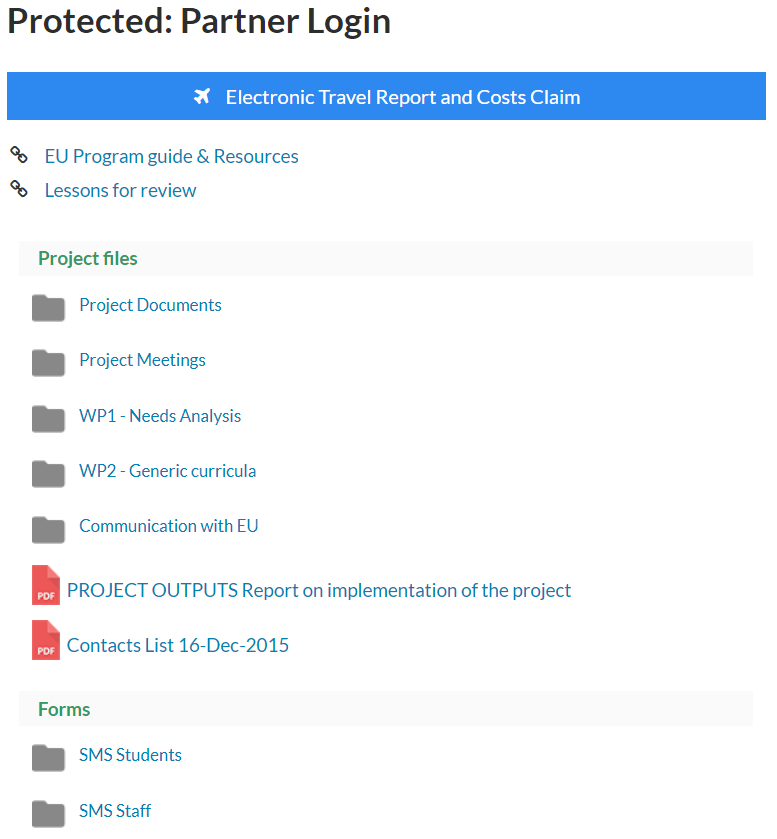 Protected: Partner Login
Electronic Travel Report and Costs Claim
EU Program guide & Resources
Lessons for review
Project files
Project Documents
Project Meetings
WP1 - Needs Analysis
WP2 - Generic curricula
Communication with EU
PDF PROJECT OUTPUTS Report on implementation of the project
PDF Contacts List 16-Dec-2015
Forms
SMS Students
SMS Staff